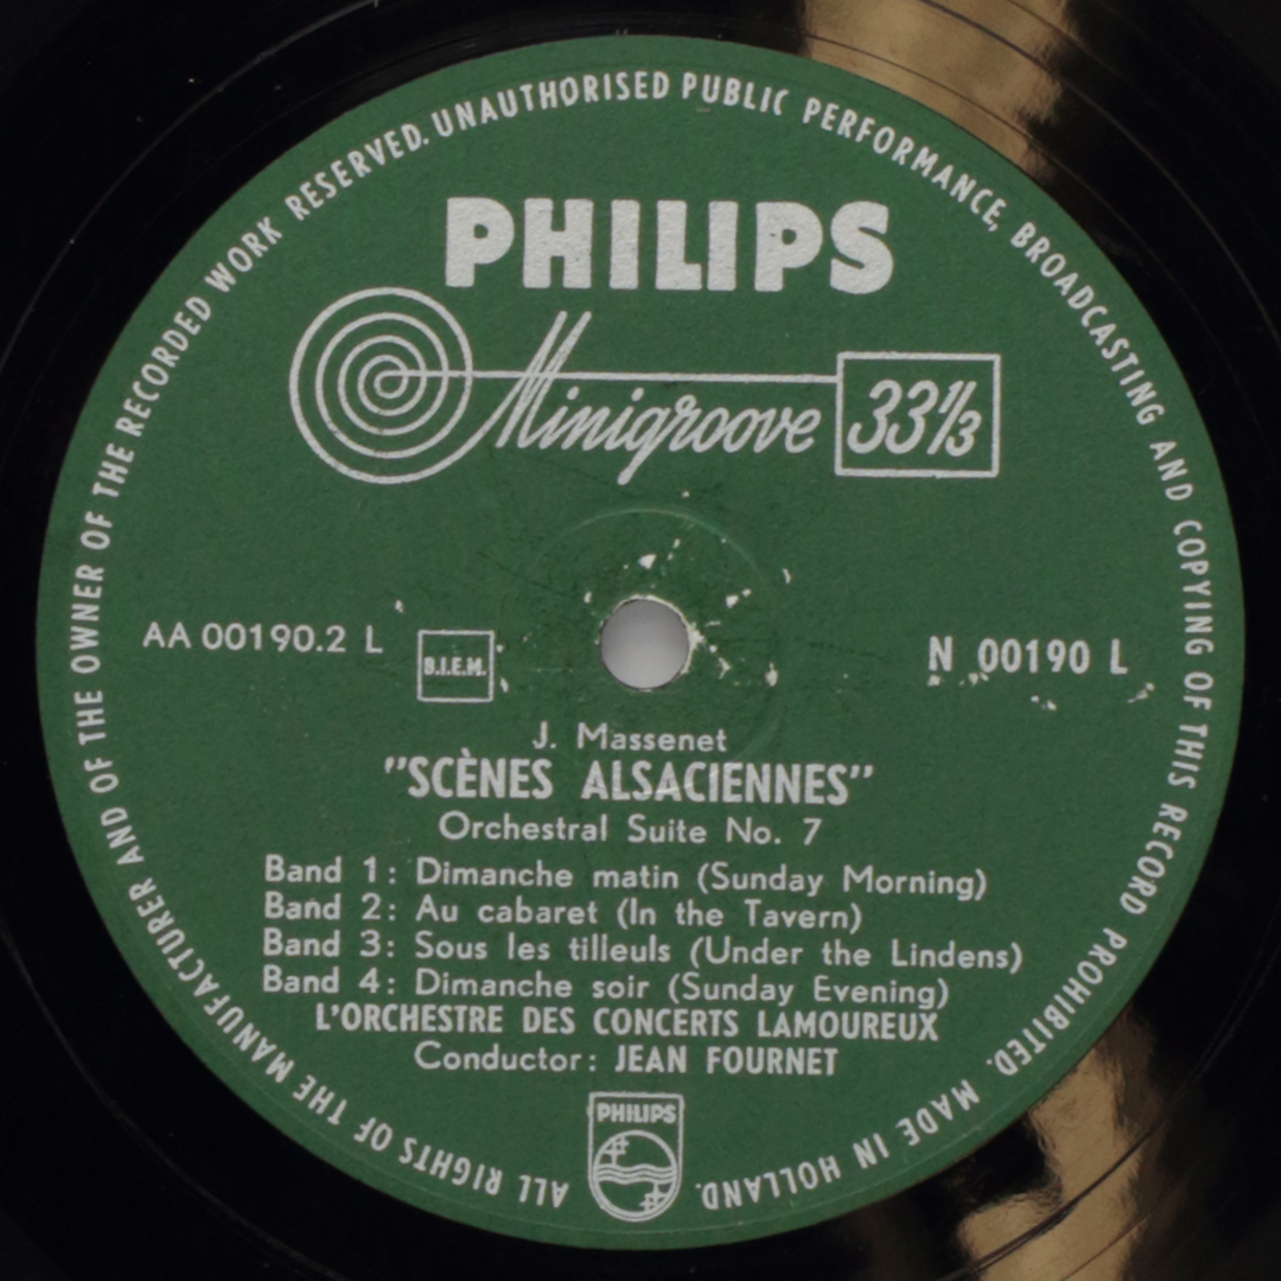 ALL RIGHTS OF THE MANUFACTURER AND OF THE OWNER OF THE RECORDED WORK RESERVED. UNAUTHORISED PUBLIC PERFORMANCE, BROADCASTING AND COPYING OF THIS RECORD PROHIBITED. MADE IN HOLLAND.
PHILIPS
Minigroove 33⅓
AA 00190.2 L B.I.E.M. N 00190 L
J. Massenet
"SCÈNES ALSACIENNES"
Orchestral Suite No. 7
Band 1: Dimanche matin (Sunday Morning)
Band 2: Au cabaret (In the Tavern)
Band 3: Sous les tilleuls (Under the Lindens)
Band 4: Dimanche soir (Sunday Evening)
L'ORCHESTRE DES CONCERTS LAMOUREUX
Conductor: JEAN FOURNET
PHILIPS